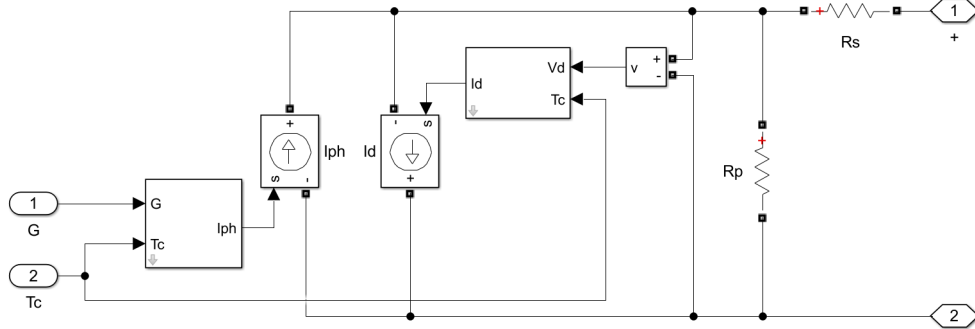 1
+
Rs
Vd
Tc
Id
v
+
-
+
s
-
Iph
Id
-
s
+
Rp
+
+
1
G
G
Tc
Iph
2
Tc
2